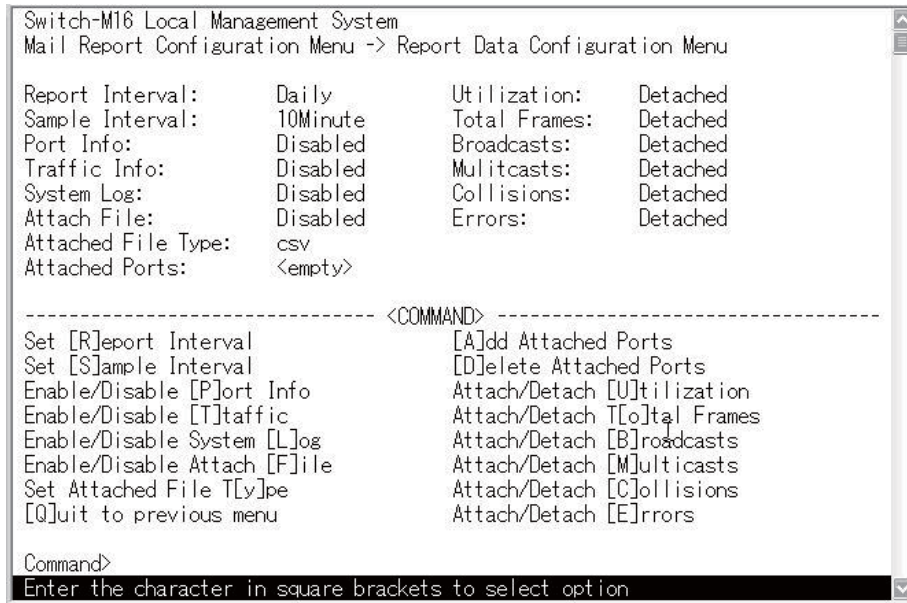 Switch-M16 Local Management System
Mail Report Configuration Menu -> Report Data Configuration Menu
Report Interval: Daily Utilization: Detached
Sample Interval: 10Minute Total Frames: Detached
Port Info: Disabled Broadcasts: Detached
Traffic Info: Disabled Mulitcasts: Detached
System Log: Disabled Collisions: Detached
Attach File: Disabled Errors: Detached
Attached File Type: csv
Attached Ports: <empty>
-------------------------------- <COMMAND> -----------------------------------
Set [R]eport Interval [A]dd Attached Ports
Set [S]ample Interval [D]elete Attached Ports
Enable/Disable [P]ort Info Attach/Detach [U]tilization
Enable/Disable [T]taffic Attach/Detach T[o]tal Frames
Enable/Disable System [L]og Attach/Detach [B]roadcasts
Enable/Disable Attach [F]ile Attach/Detach [M]ulticasts
Set Attached File T[y]pe Attach/Detach [C]ollisions
[Q]uit to previous menu Attach/Detach [E]rrors
Command>
Enter the character in square brackets to select option